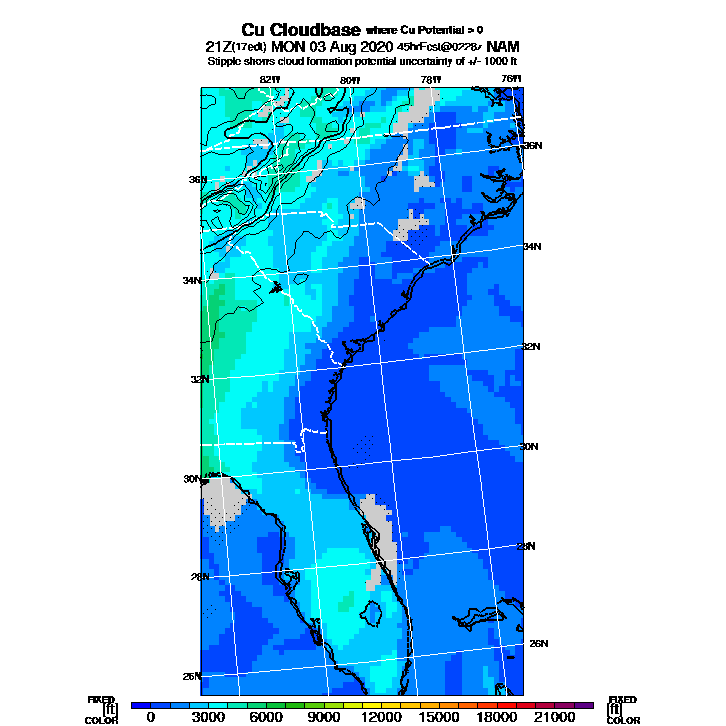 Cu Cloudbase where Cu Potential > 0
21Z(17edt) MON 03 Aug 2020 45hrFcst@0228z NAM
Stipple shows cloud formation potential uncertainty of +/- 1000 ft
82W 80W 78W 76W
36N 36N
34N 34N
32N 32N
30N 30N
28N 28N
26N 26N
FIXED FIXED
[ft] [ft]
COLOR COLOR
0 3000 6000 9000 12000 15000 18000 21000